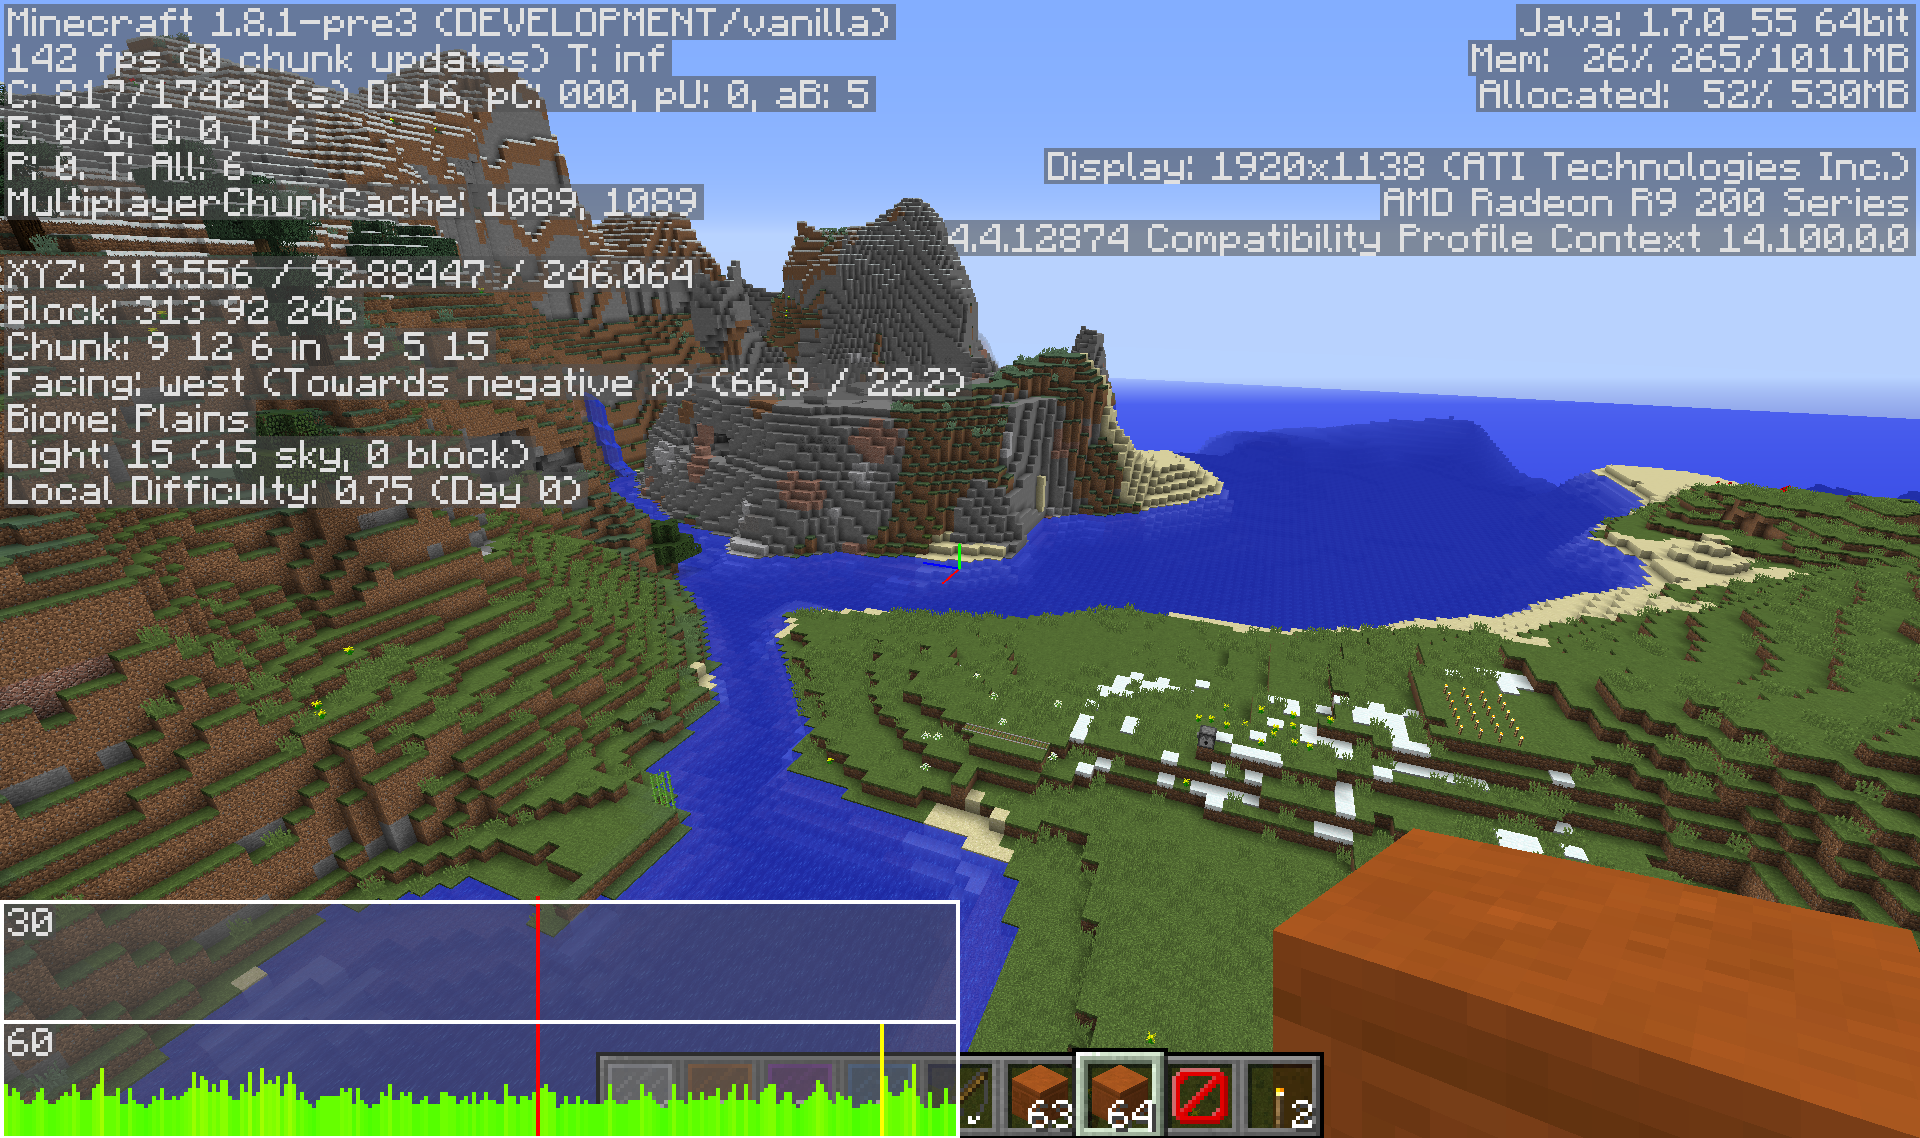 Minecraft 1.8.1-pre3 (DEVELOPMENT/vanilla)
142 fps (0 chunk updates) T: inf
C: 817/17424 (s) D: 16, pC: 000, pU: 0, aB: 5
E: 0/6, B: 0, I: 6
P: 0, T: All: 6
MultiplayerChunkCache: 1089, 1089
XYZ: 313.556 / 92.88447 / 246.064
Block: 313 92 246
Chunk: 9 12 6 in 19 5 15
Facing: west (Towards negative X) (66.9 / 22.2)
Biome: Plains
Light: 15 (15 sky, 0 block)
Local Difficulty: 0.75 (Day 0)
Java: 1.7.0_55 64bit
Mem: 26% 265/1011MB
Allocated: 52% 530MB
Display: 1920x1138 (ATI Technologies Inc.)
AMD Radeon R9 200 Series
4.4.12874 Compatibility Profile Context 14.100.0.0
30
60
63
64
2